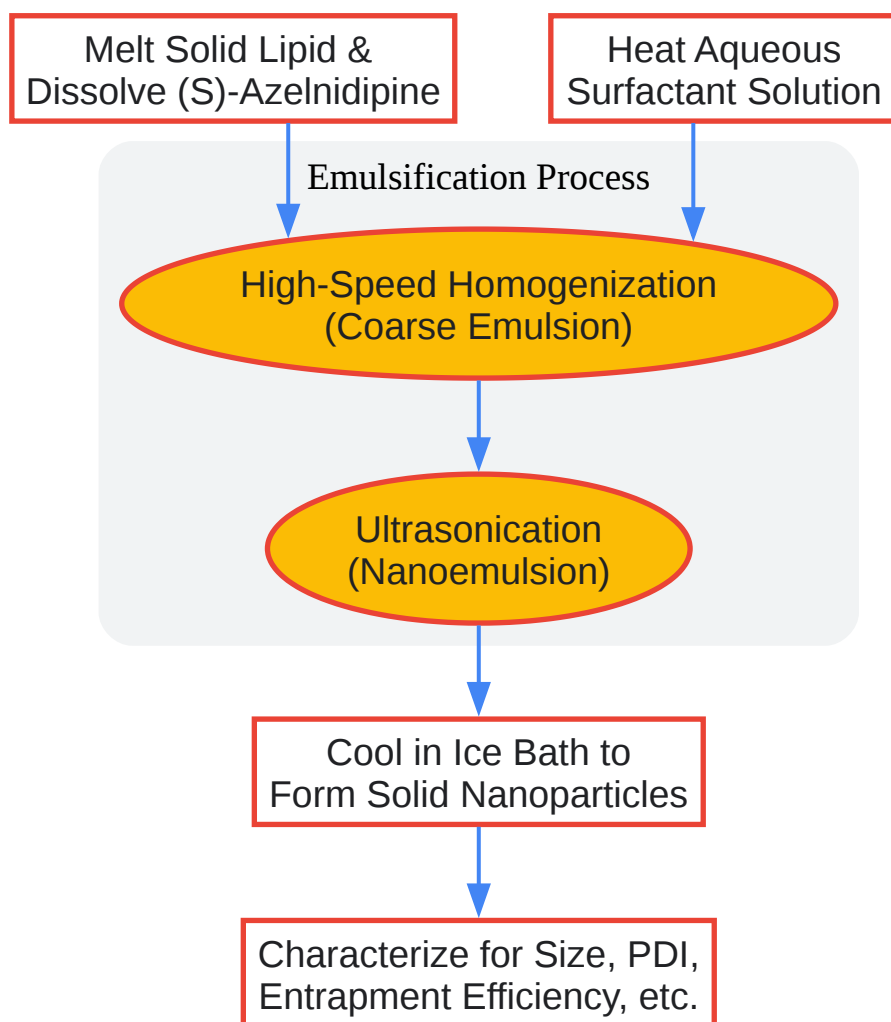 Melt Solid Lipid &
Dissolve (S)-Azelnidipine
Heat Aqueous
Surfactant Solution
Emulsification Process
High-Speed Homogenization
(Coarse Emulsion)
Ultrasonication
(Nanoemulsion)
Cool in Ice Bath to
Form Solid Nanoparticles
Characterize for Size, PDI,
Entrapment Efficiency, etc.